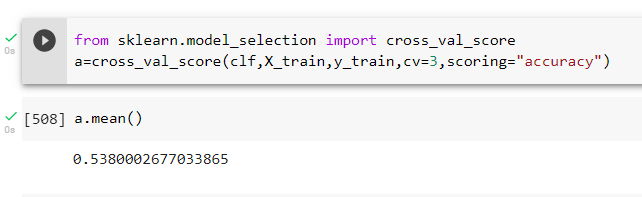 from sklearn.model_selection import cross_val_score
0s a=cross_val_score(clf,X_train,y_train,cv=3,scoring="accuracy")
[508] a.mean()
0s
0.5380002677033865